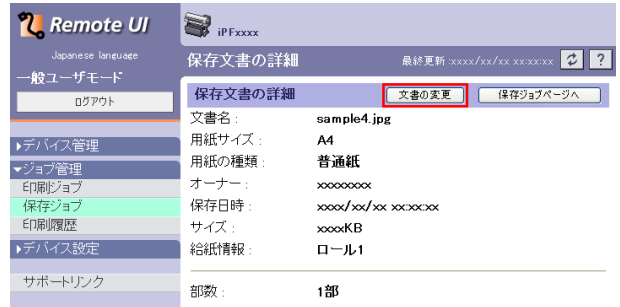 Remote UI
Japanese language
一般ユーザモード
ログアウト
▶デバイス管理
▼ジョブ管理
印刷ジョブ
保存ジョブ
印刷履歴
▶デバイス設定
サポートリンク
iPFxxxx
保存文書の詳細 最終更新:xxxx/xx/xx xx:xx:xx ?
保存文書の詳細 文書の変更 保存ジョブページへ
文書名 : sample4.jpg
用紙サイズ : A4
用紙の種類 : 普通紙
オーナー : xxxxxxxx
保存日時 : xxxx/xx/xx xx:xx:xx
サイズ : xxxxKB
給紙情報 : ロール1
部数 : 1部